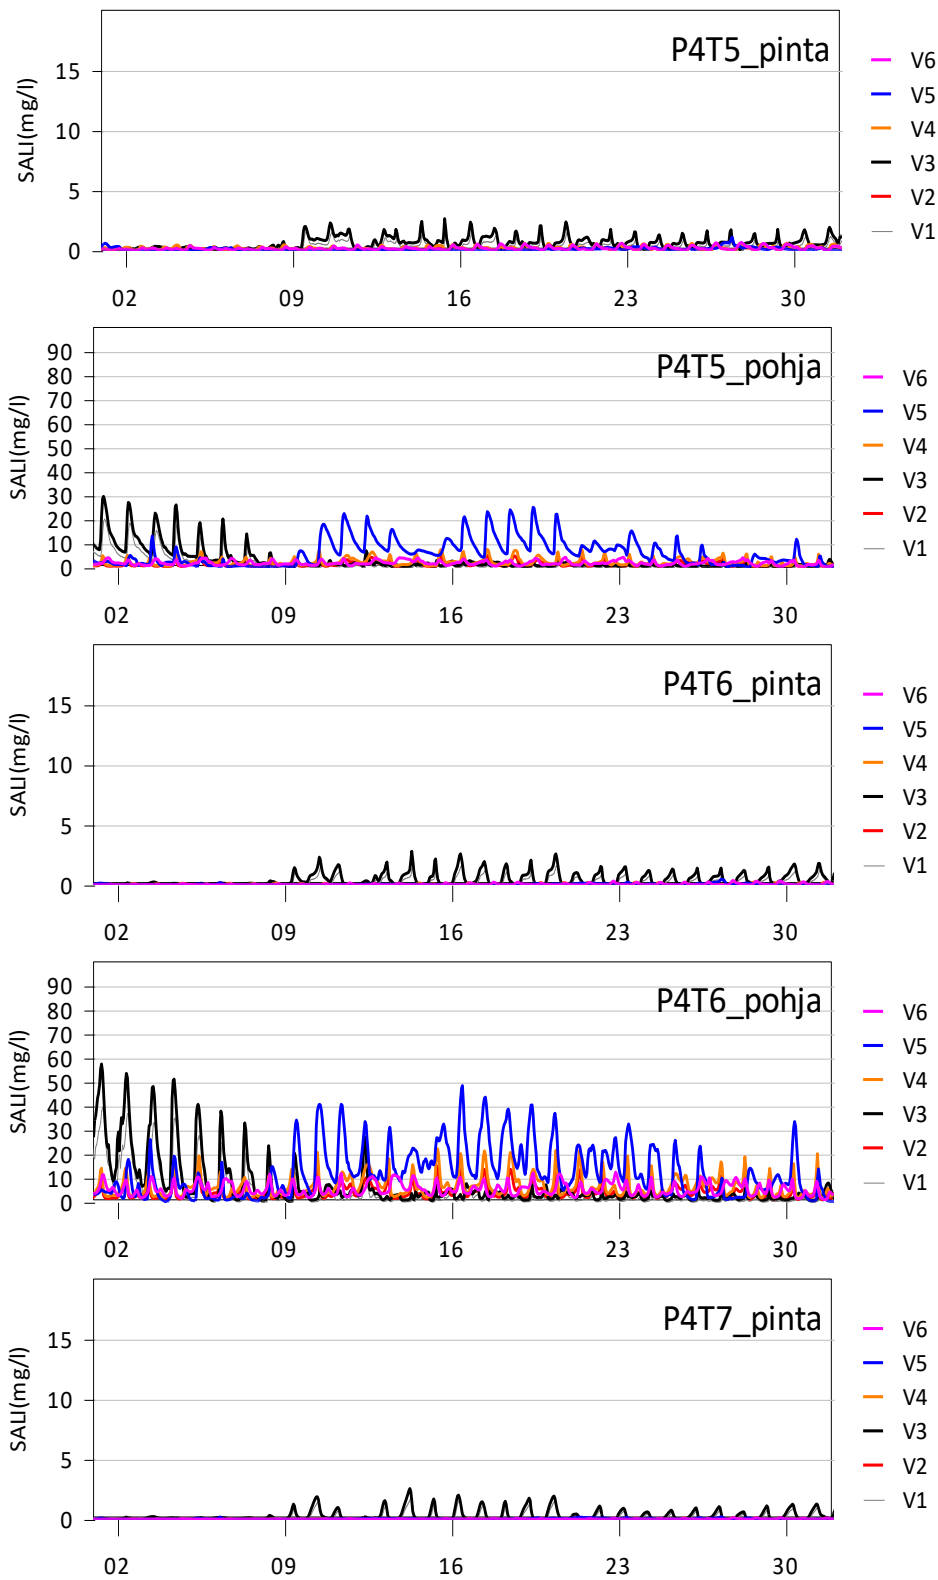 P4T5_pinta
SALI(mg/l)
15
10
5
0
02 09 16 23 30
V6
V5
V4
V3
V2
V1
P4T5_pohja
SALI(mg/l)
90
80
70
60
50
40
30
20
10
0
02 09 16 23 30
V6
V5
V4
V3
V2
V1
P4T6_pinta
SALI(mg/l)
15
10
5
0
02 09 16 23 30
V6
V5
V4
V3
V2
V1
P4T6_pohja
SALI(mg/l)
90
80
70
60
50
40
30
20
10
0
02 09 16 23 30
V6
V5
V4
V3
V2
V1
P4T7_pinta
SALI(mg/l)
15
10
5
0
02 09 16 23 30
V6
V5
V4
V3
V2
V1